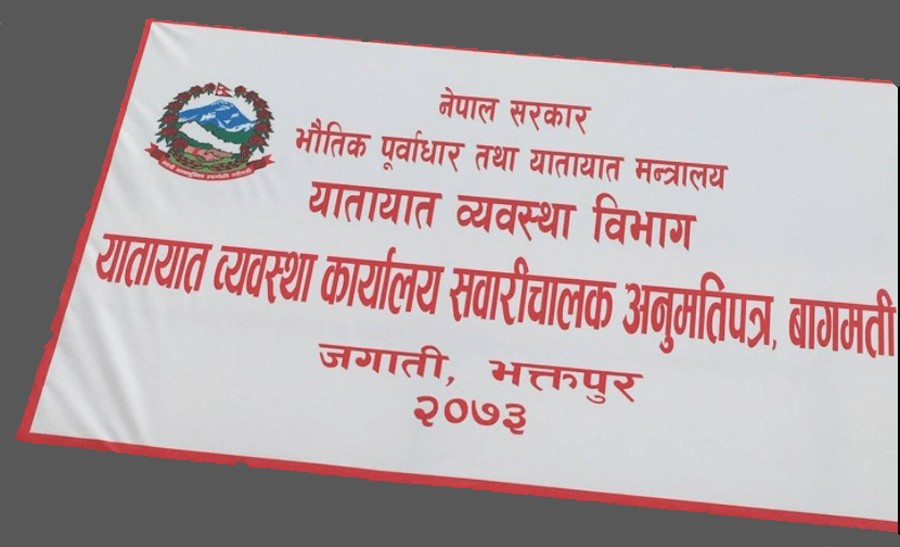 नेपाल सरकार
भौतिक पूर्वाधार तथा यातायात मन्त्रालय
यातायात व्यवस्था विभाग
यातायात व्यवस्था कार्यालय सवारीचालक अनुमतिपत्र, बागमती
जगाती, भक्तपुर
२०७३